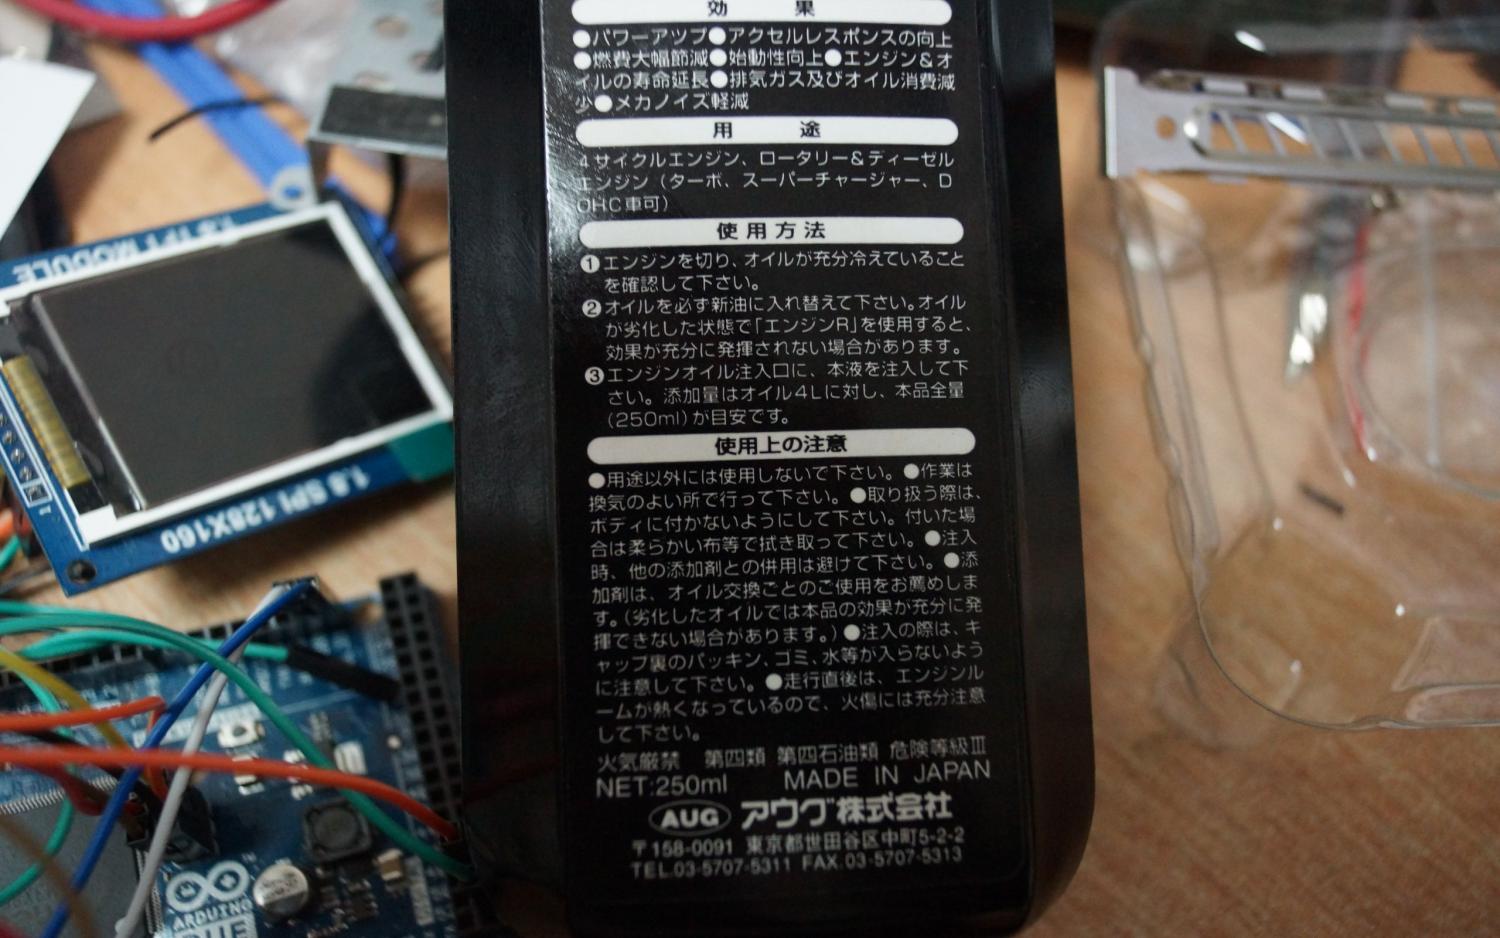 効 果
●パワーアップ●アクセルレスポンスの向上
●燃費大幅節減●始動性向上●エンジン&オ
イルの寿命延長●排気ガス及びオイル消費減
少●メカノイズ軽減
用 途
4サイクルエンジン、ロータリー&ディーゼル
エンジン(ターボ、スーパーチャージャー、D
OHC車可)
使用方法
❶エンジンを切り、オイルが充分冷えていること
を確認して下さい。
❷オイルを必ず新油に入れ替えて下さい。オイル
が劣化した状態で「エンジンR」を使用すると、
効果が充分に発揮されない場合があります。
❸エンジンオイル注入口に、本液を注入して下
さい。添加量はオイル4Lに対し、本品全量
(250ml)が目安です。
使用上の注意
●用途以外には使用しないで下さい。●作業は
換気のよい所で行って下さい。●取り扱う際は、
ボディに付かないようにして下さい。付いた場
合は柔らかい布等で拭き取って下さい。●注入
時、他の添加剤との併用は避けて下さい。●添
加剤は、オイル交換ごとのご使用をお薦めしま
す。(劣化したオイルでは本品の効果が充分に発
揮できない場合があります。)●注入の際は、キ
ャップ裏のパッキン、ゴミ、水等が入らないよう
に注意して下さい。●走行直後は、エンジンル
ームが熱くなっているので、火傷には充分注意
して下さい。
火気厳禁 第四類 第四石油類 危険等級Ⅲ
NET:250ml MADE IN JAPAN
AUG アウグ株式会社
〒158-0091 東京都世田谷区中町5-2-2
TEL.03-5707-5311 FAX.03-5707-5313
1.8 TFT MODULE
1.8 SPI 128X160
ARDUINO